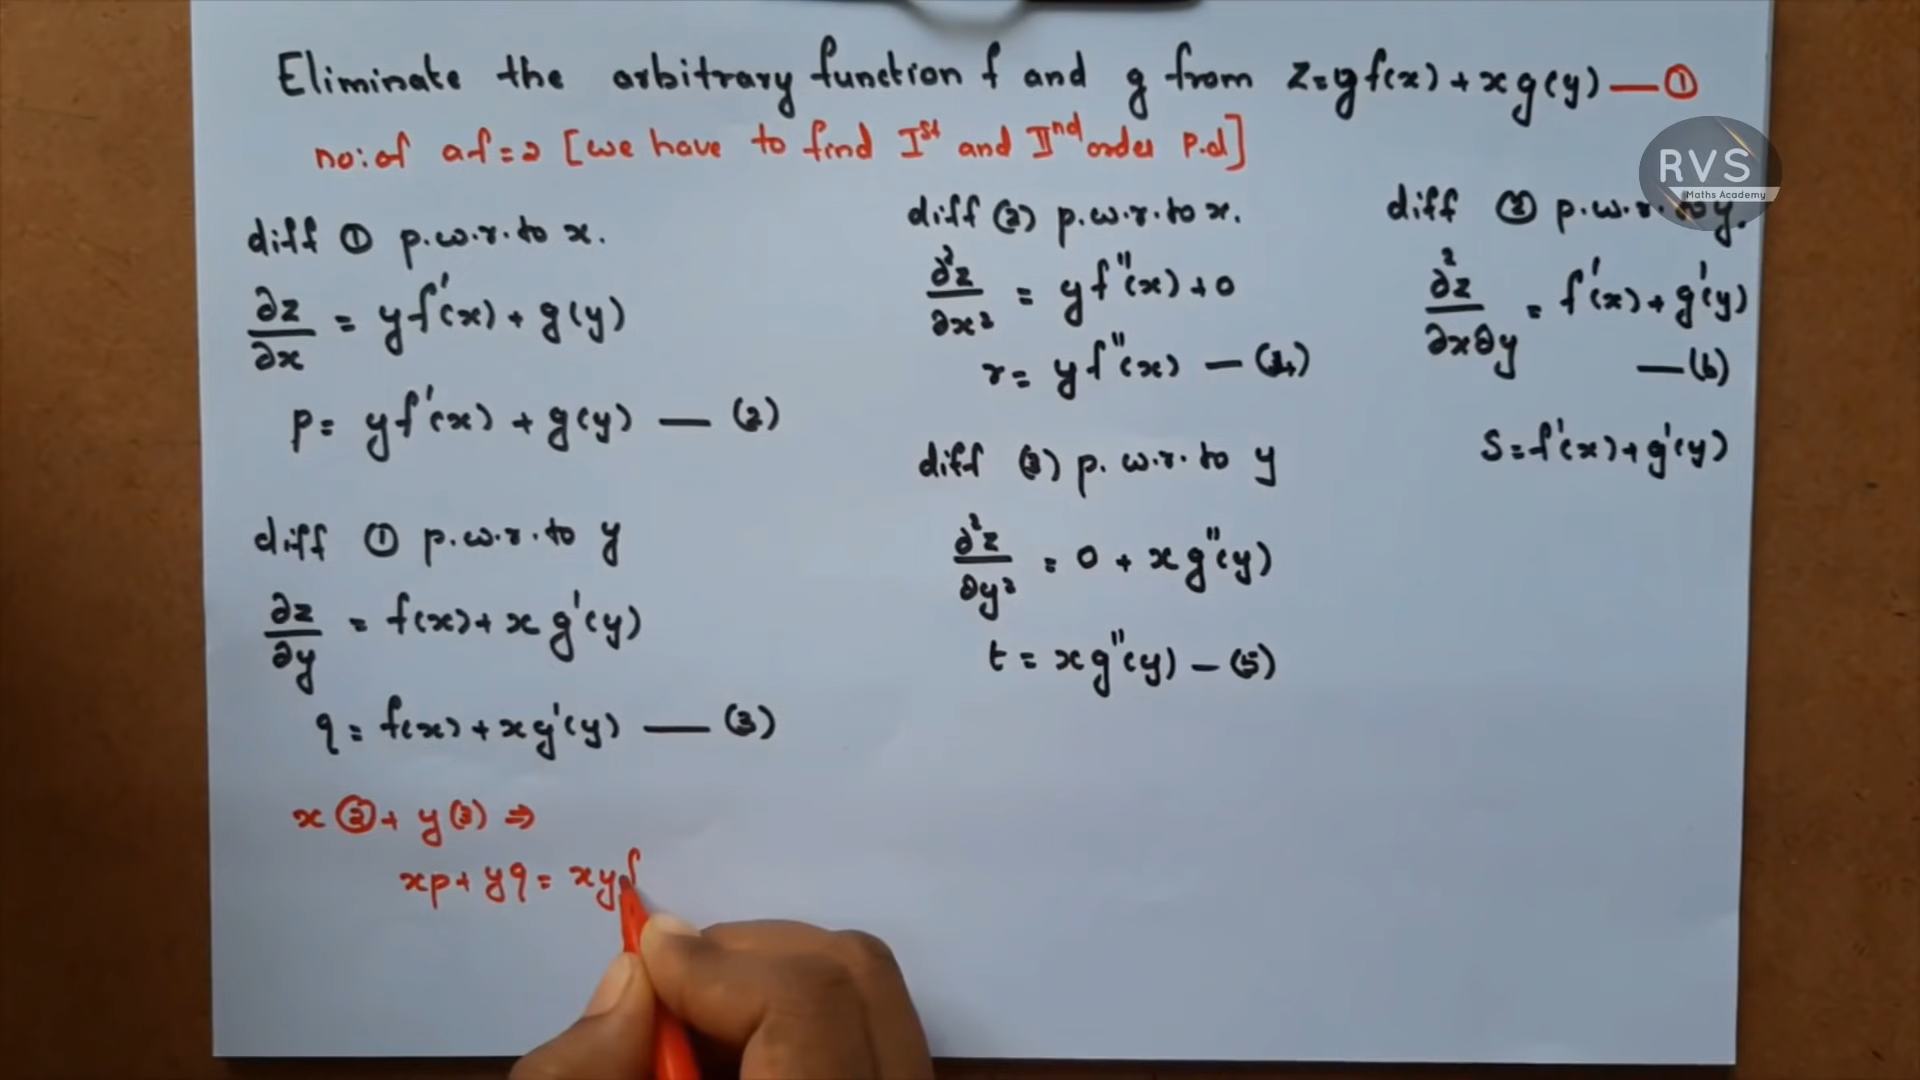 Eliminate the arbitrary function f and g from z=yf(x)+xg(y) — ①
no:of af=2 [we have to find Iˢᵗ and IIⁿᵈ order p.d]
RVS
Maths Academy
diff ① p.w.r.to x.
∂z/∂x = yf'(x)+g(y)
p= yf'(x)+g(y) — (2)
diff ① p.w.r.to y
∂z/∂y = f(x)+xg'(y)
q= f(x)+xg'(y) — (3)
x②+y(3) ⇒
xp+yq= xyf
diff (2) p.w.r.to x.
∂²z/∂x² = yf''(x)+0
r= yf''(x) — (4)
diff (3) p.w.r.to y
∂²z/∂y² = 0+xg''(y)
t= xg''(y) — (5)
diff ② p.w.r.to y.
∂²z/∂x∂y = f'(x)+g'(y)
— (6)
S=f'(x)+g'(y)